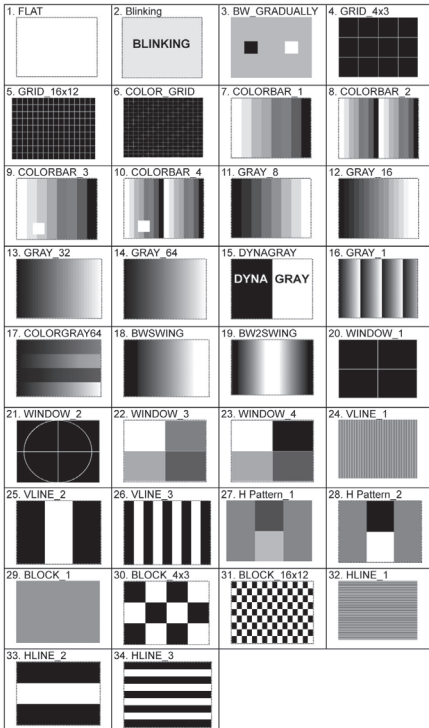 1. FLAT
2. Blinking
BLINKING
3. BW_GRADUALLY
4. GRID_4x3
5. GRID_16x12
6. COLOR_GRID
7. COLORBAR_1
8. COLORBAR_2
9. COLORBAR_3
10. COLORBAR_4
11. GRAY_8
12. GRAY_16
13. GRAY_32
14. GRAY_64
15. DYNAGRAY
DYNA GRAY
16. GRAY_1
17. COLORGRAY64
18. BWSWING
19. BW2SWING
20. WINDOW_1
21. WINDOW_2
22. WINDOW_3
23. WINDOW_4
24. VLINE_1
25. VLINE_2
26. VLINE_3
27. H Pattern_1
28. H Pattern_2
29. BLOCK_1
30. BLOCK_4x3
31. BLOCK_16x12
32. HLINE_1
33. HLINE_2
34. HLINE_3